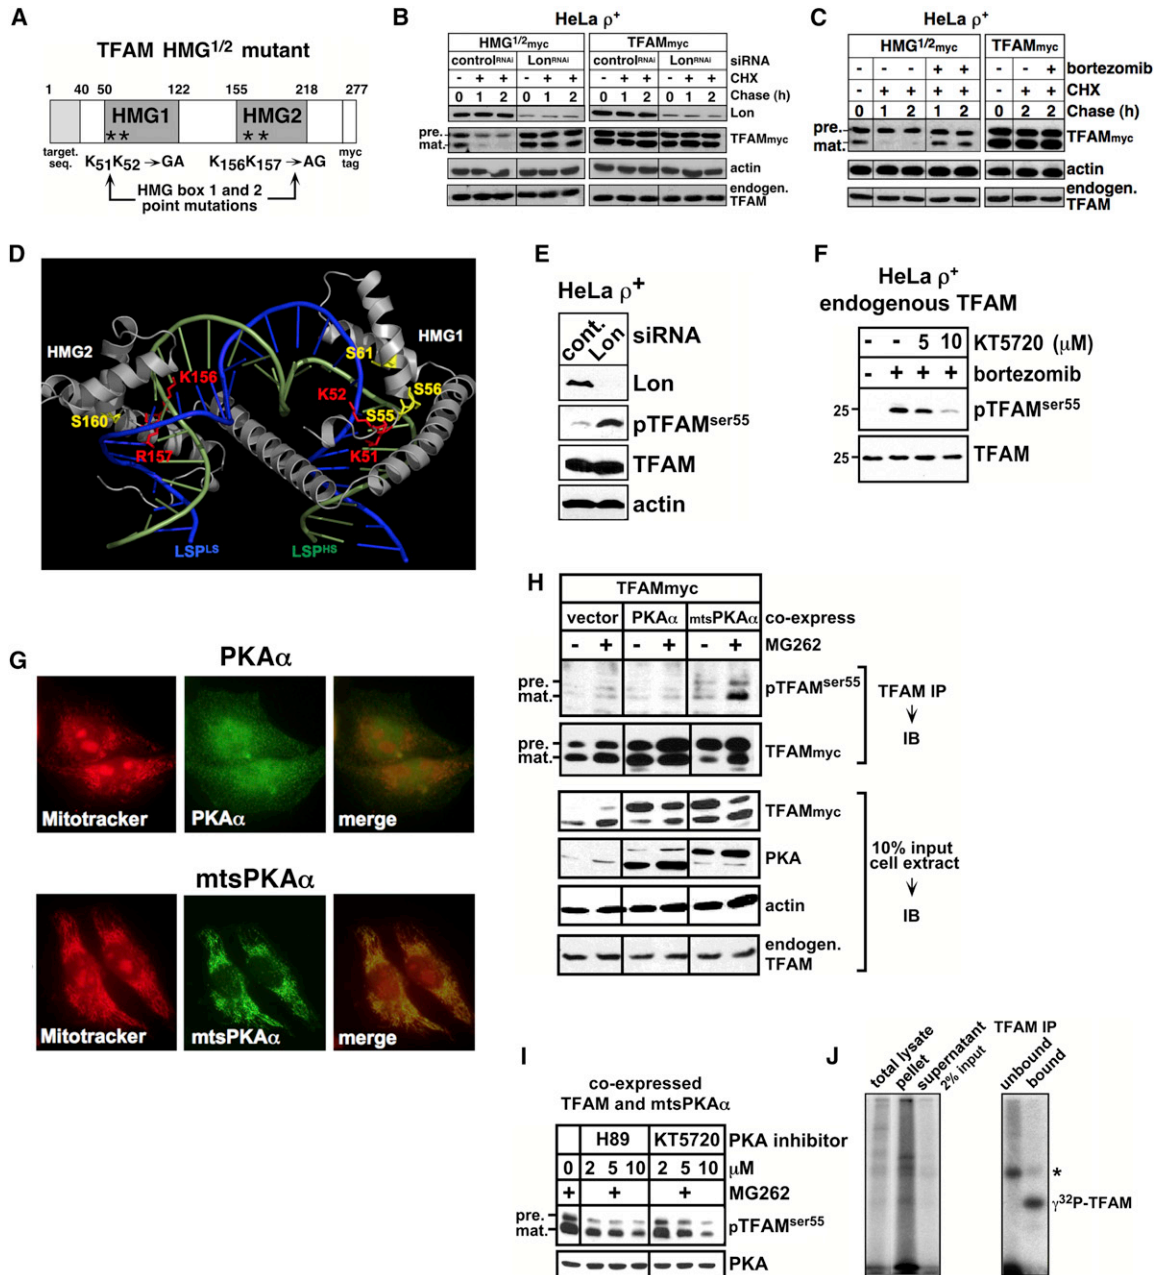 A
TFAM HMG1/2 mutant
1 40 50 122 155 218 277
HMG1 HMG2
** **
target. seq.
K51K52 →GA K156K157 →AG
myc tag
HMG box 1 and 2
point mutations
B
HeLa ρ+
HMG1/2myc TFAMmyc
controlRNAi LonRNAi controlRNAi LonRNAi siRNA
- + + - + + - + + - + + CHX
0 1 2 0 1 2 0 1 2 0 1 2 Chase (h)
Lon
pre.
mat.
TFAMmyc
actin
endogen.
TFAM
C
HeLa ρ+
HMG1/2myc TFAMmyc
- - - + + - - + bortezomib
- + + + + - + + CHX
0 1 2 1 2 0 2 2 Chase (h)
pre.
mat.
TFAMmyc
actin
endogen.
TFAM
D
HMG2
HMG1
S61
K156
K52
S56
S55
S160
R157
K51
LSPLS
LSPHS
E
HeLa ρ+
cont. Lon siRNA
Lon
pTFAMser55
TFAM
actin
F
HeLa ρ+
endogenous TFAM
- - 5 10 KT5720 (μM)
- + + + bortezomib
25
pTFAMser55
25
TFAM
G
PKAα
Mitotracker PKAα merge
mtsPKAα
Mitotracker mtsPKAα merge
H
TFAMmyc
vector PKAα mtsPKAα co-express
- + - + - + MG262
pre.
mat.
pTFAMser55
pre.
mat.
TFAMmyc
TFAM IP
↓
IB
TFAMmyc
PKA
actin
endogen.
TFAM
10% input
cell extract
↓
IB
I
co-expressed
TFAM and mtsPKAα
H89 KT5720 PKA inhibitor
0 2 5 10 2 5 10 μM
+ + + MG262
pre.
mat.
pTFAMser55
PKA
J
total lysate
pellet
supernatant
2% input
TFAM IP
unbound
bound
*
γ32P-TFAM